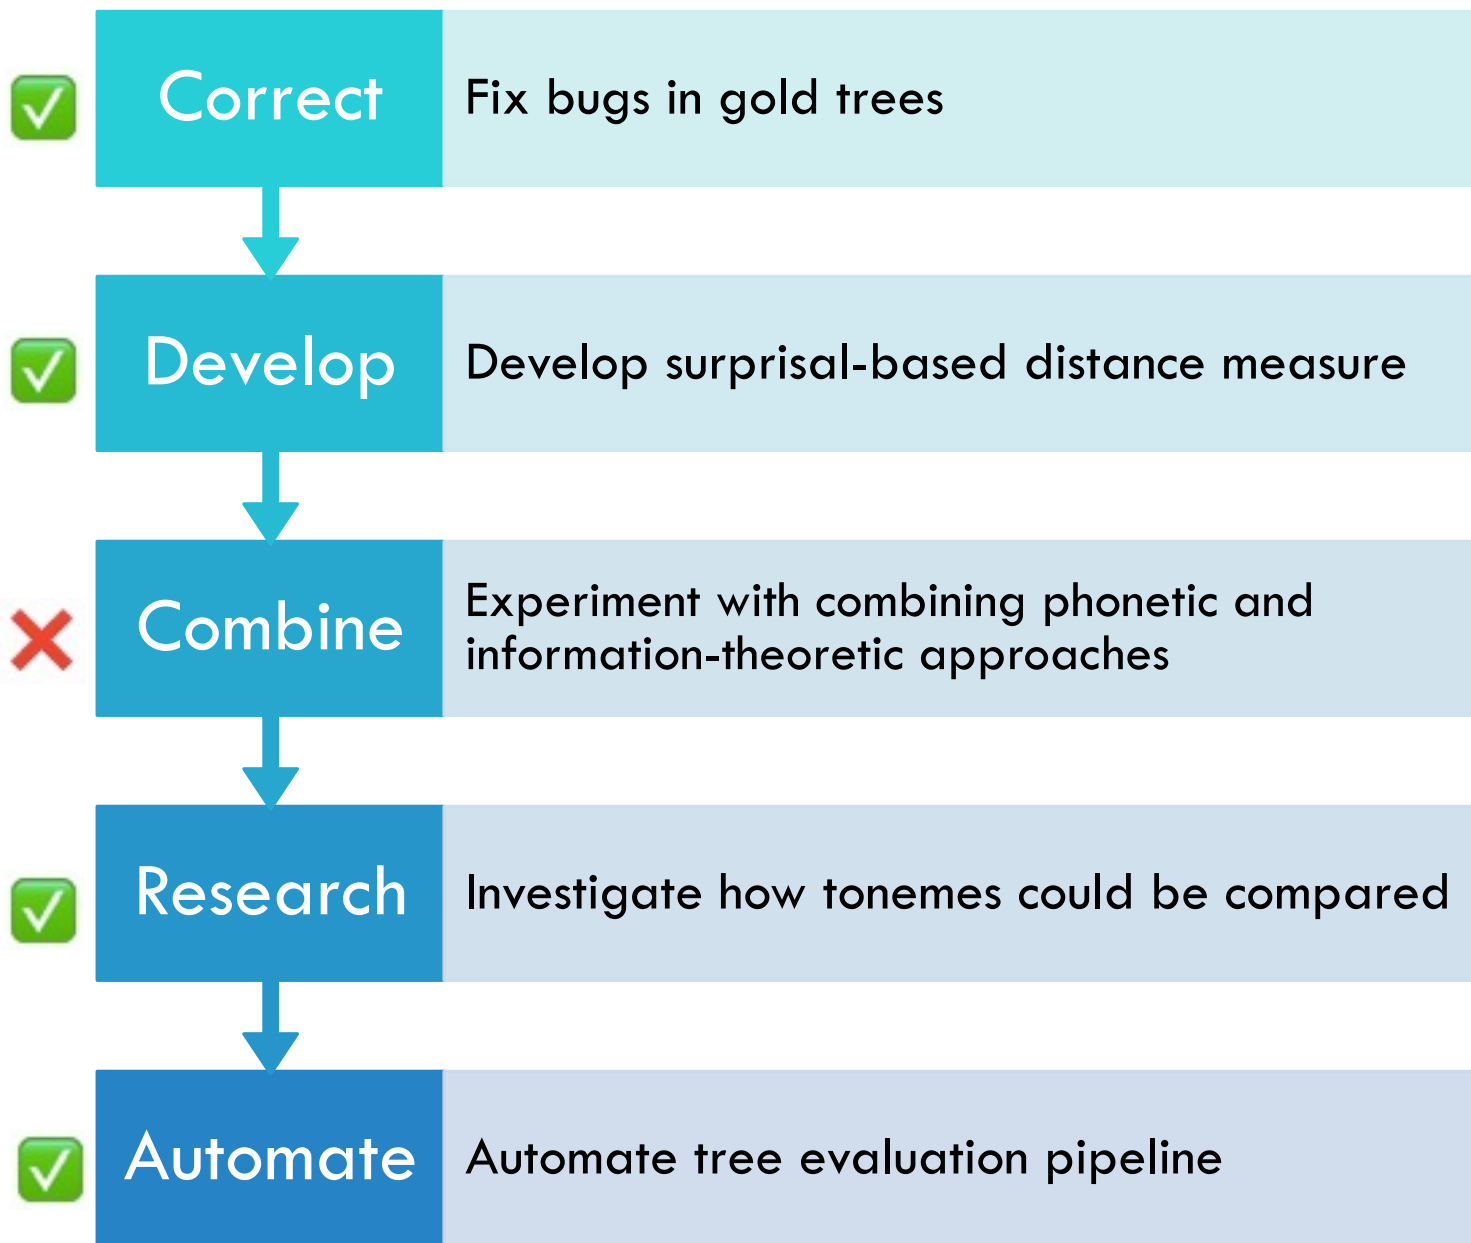 Correct
Fix bugs in gold trees
Develop
Develop surprisal-based distance measure
Combine
Experiment with combining phonetic and
information-theoretic approaches
Research
Investigate how tonemes could be compared
Automate
Automate tree evaluation pipeline